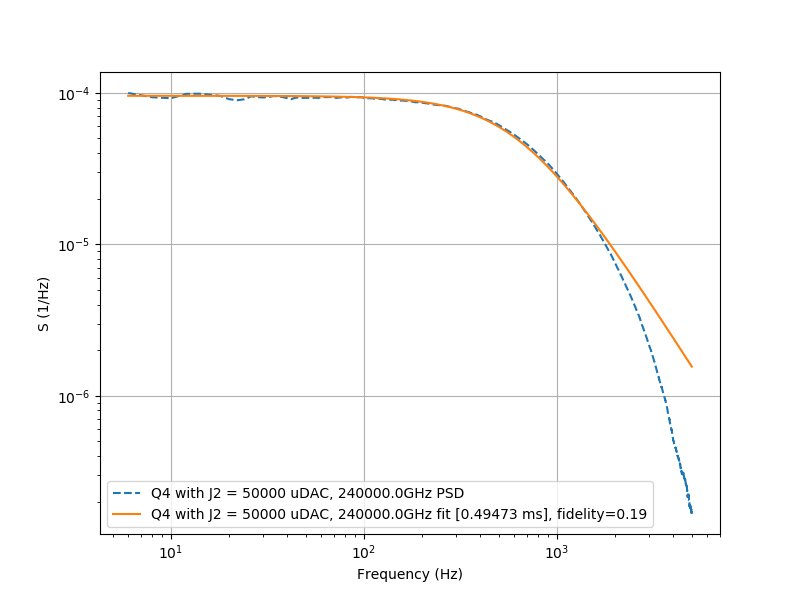 10⁻⁴
10⁻⁵
10⁻⁶
S (1/Hz)
Q4 with J2 = 50000 uDAC, 240000.0GHz PSD
Q4 with J2 = 50000 uDAC, 240000.0GHz fit [0.49473 ms], fidelity=0.19
10¹ 10² 10³
Frequency (Hz)